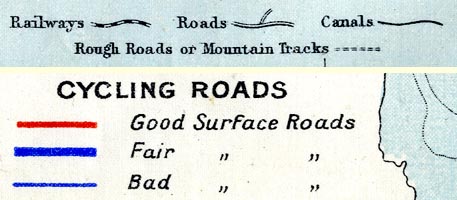 Railways Roads Canals
Rough Roads or Mountain Tracks
CYCLING ROADS
Good Surface Roads
Fair " "
Bad " "